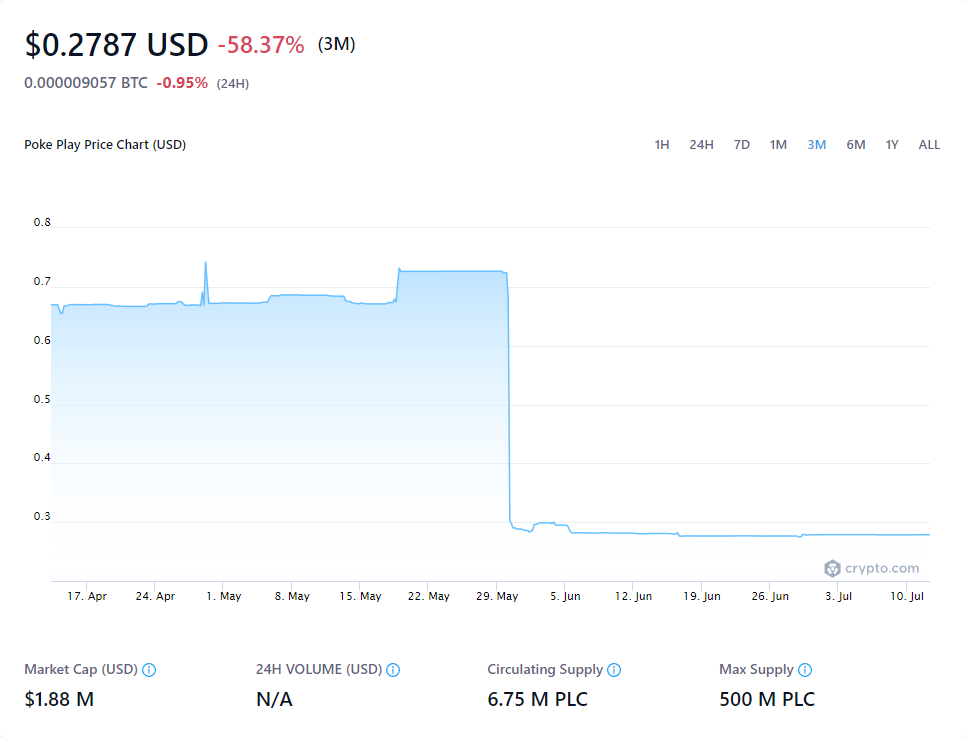 $0.2787 USD -58.37% (3M)
0.000009057 BTC -0.95% (24H)
Poke Play Price Chart (USD) 1H 24H 7D 1M 3M 6M 1Y ALL
0.8
0.7
0.6
0.5
0.4
0.3
crypto.com
17. Apr 24. Apr 1. May 8. May 15. May 22. May 29. May 5. Jun 12. Jun 19. Jun 26. Jun 3. Jul 10. Jul
Market Cap (USD) 24H VOLUME (USD) Circulating Supply Max Supply
$1.88 M N/A 6.75 M PLC 500 M PLC